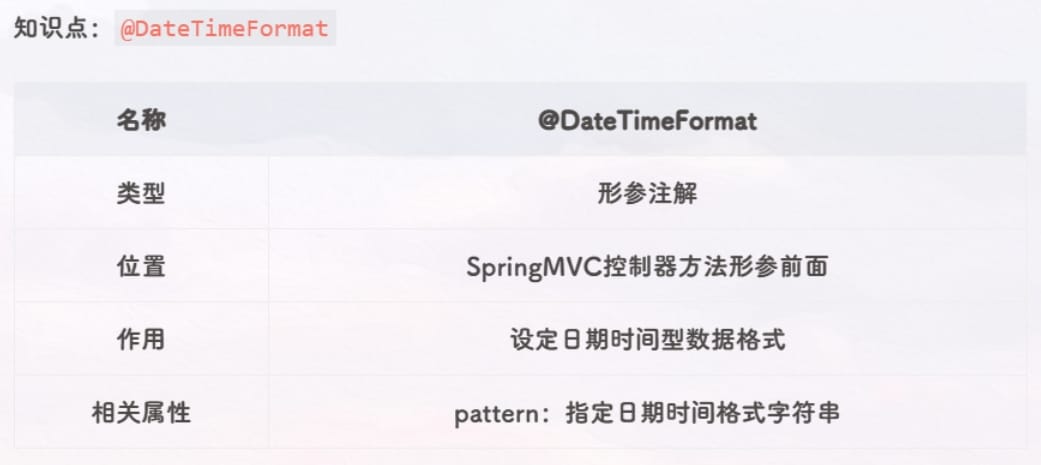 知识点：@DateTimeFormat
名称 @DateTimeFormat
类型 形参注解
位置 SpringMVC控制器方法形参前面
作用 设定日期时间型数据格式
相关属性 pattern：指定日期时间格式字符串